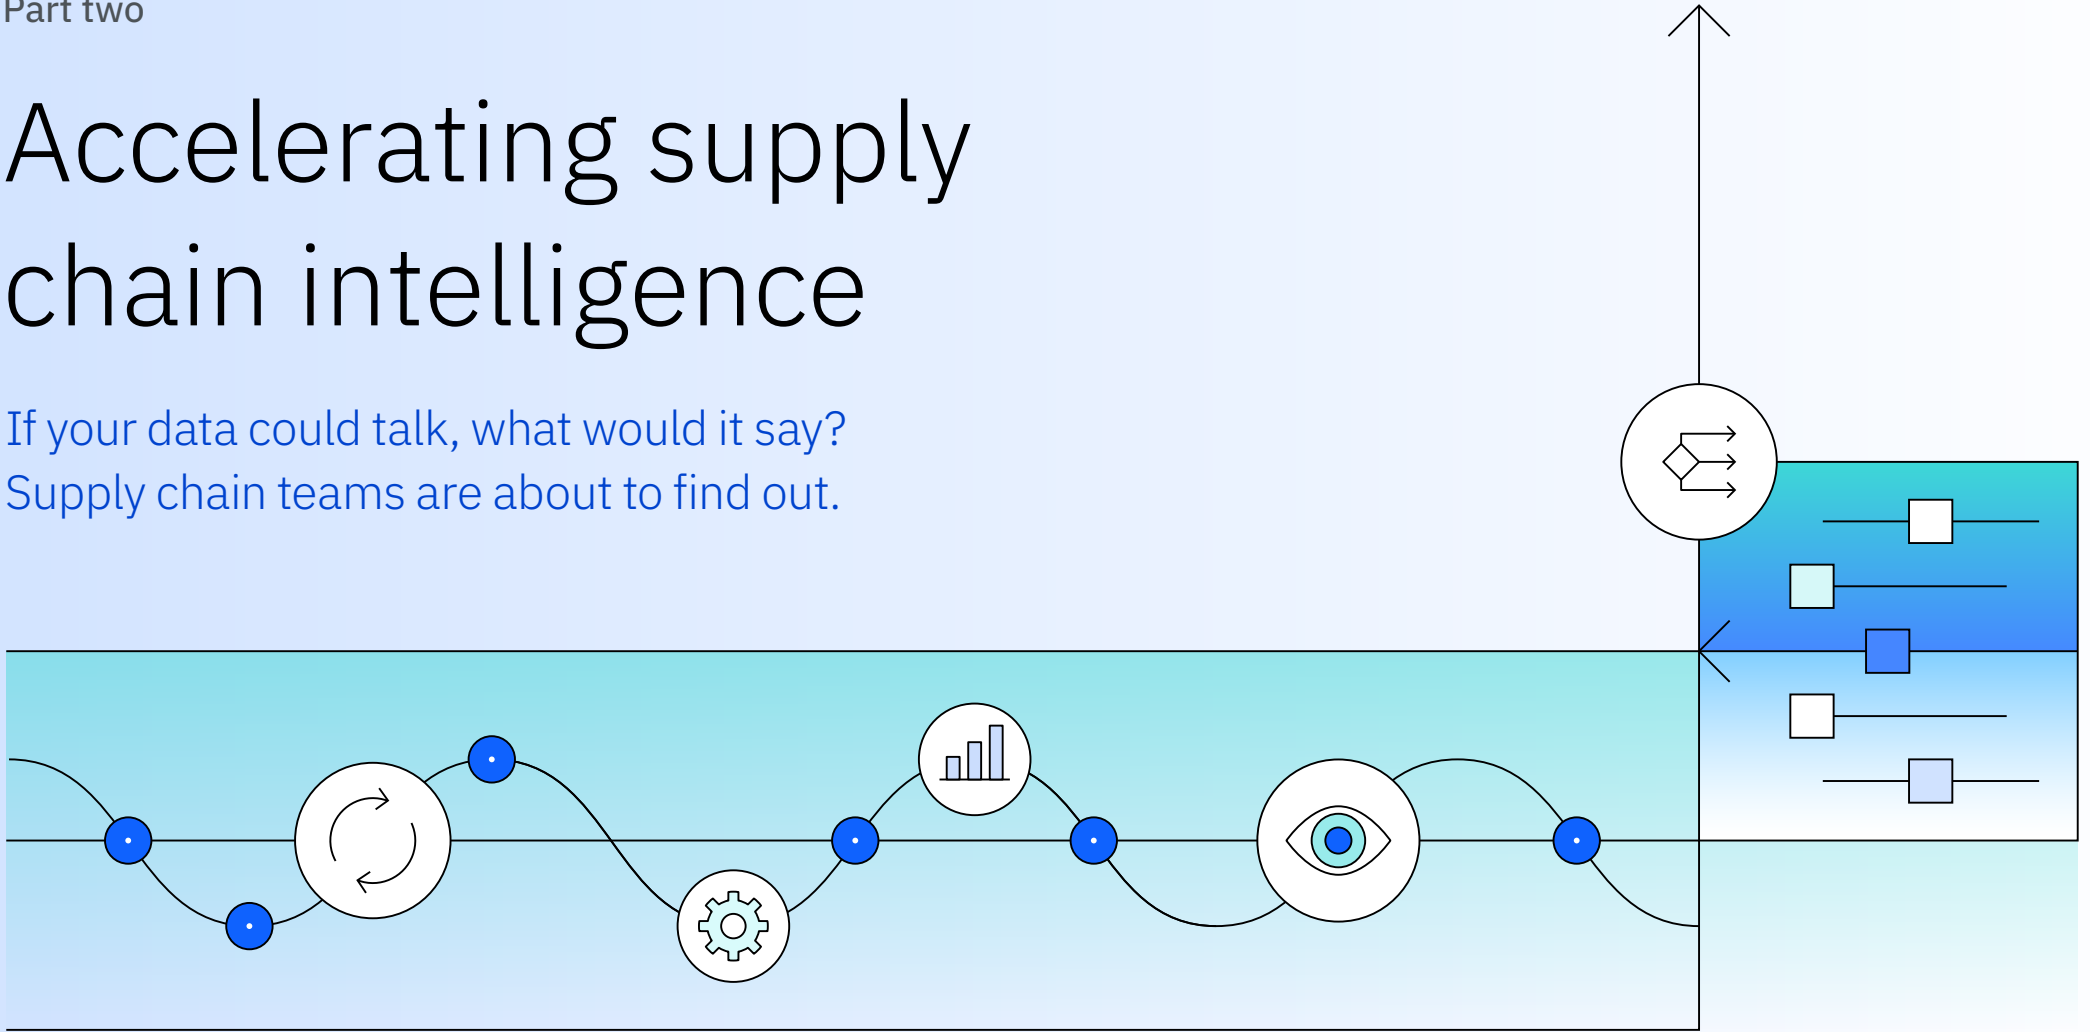 Part two
Accelerating supply
chain intelligence
If your data could talk, what would it say?
Supply chain teams are about to find out.